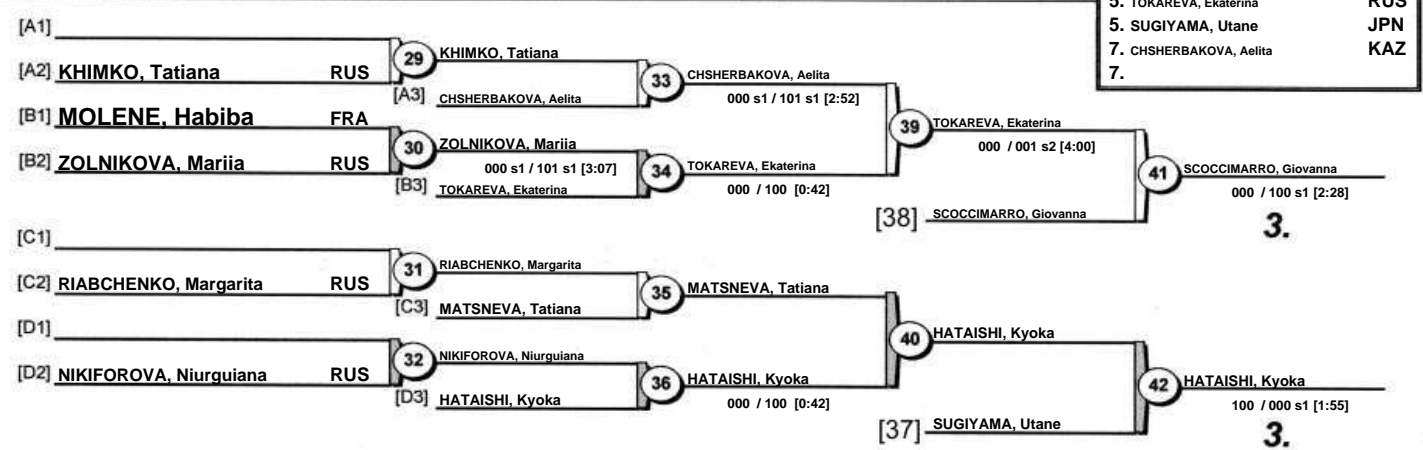 5. TOKAREVA, Ekaterina RUS
5. SUGIYAMA, Utane JPN
7. CHSHERBAKOVA, Aelita KAZ
7.
[A1]
29 KHIMKO, Tatiana
[A2] KHIMKO, Tatiana RUS
33 CHSHERBAKOVA, Aelita
[A3] CHSHERBAKOVA, Aelita
000 s1 / 101 s1 [2:52]
[B1] MOLENE, Habiba FRA
39 TOKAREVA, Ekaterina
30 ZOLNIKOVA, Mariia
000 / 001 s2 [4:00]
[B2] ZOLNIKOVA, Mariia RUS
000 s1 / 101 s1 [3:07]
34 TOKAREVA, Ekaterina
41 SCOCCIMARRO, Giovanna
[B3] TOKAREVA, Ekaterina
000 / 100 [0:42]
000 / 100 s1 [2:28]
[38] SCOCCIMARRO, Giovanna
3.
[C1]
31 RIABCHENKO, Margarita
[C2] RIABCHENKO, Margarita RUS
35 MATSNEVA, Tatiana
[C3] MATSNEVA, Tatiana
[D1]
40 HATAISHI, Kyoka
32 NIKIFOROVA, Niurguiana
[D2] NIKIFOROVA, Niurguiana RUS
36 HATAISHI, Kyoka
42 HATAISHI, Kyoka
[D3] HATAISHI, Kyoka
000 / 100 [0:42]
100 / 000 s1 [1:55]
[37] SUGIYAMA, Utane
3.